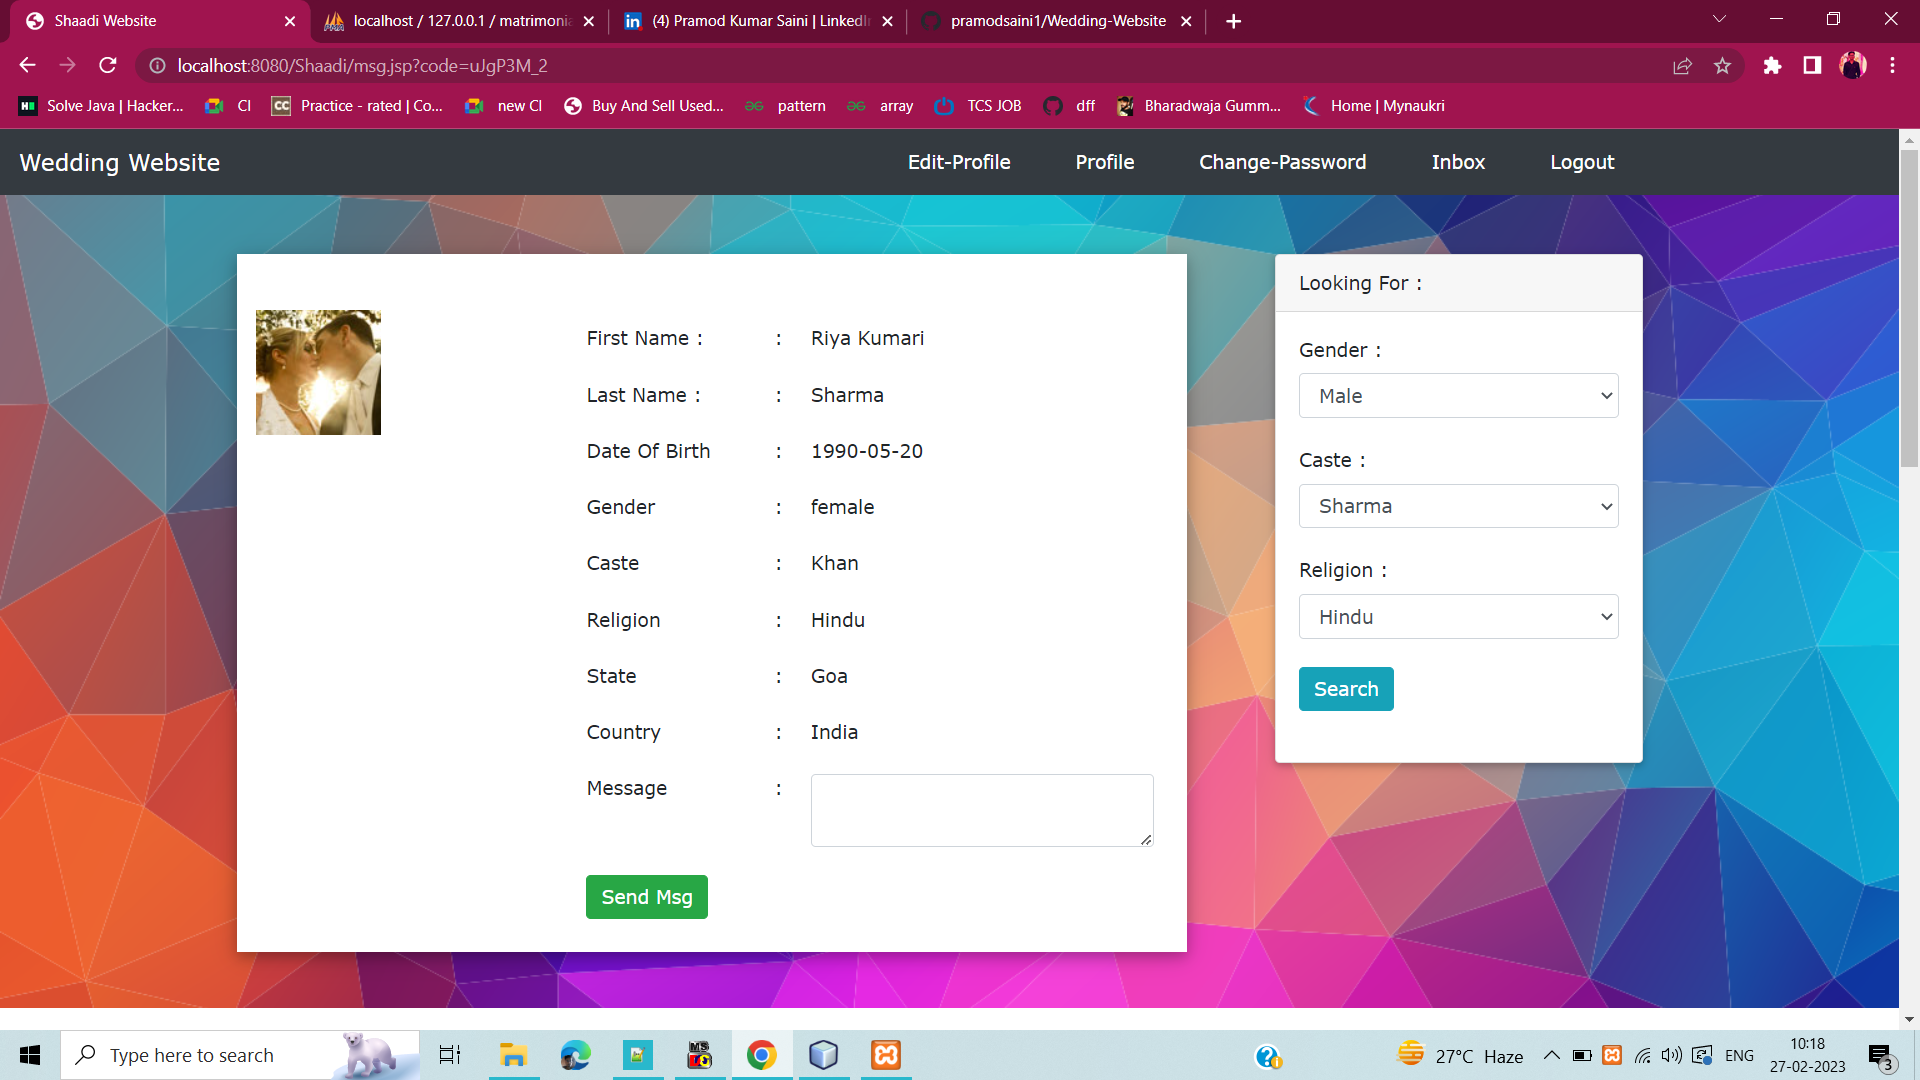 Shaadi Website
localhost / 127.0.0.1 / matrimonia
(4) Pramod Kumar Saini | LinkedIn
pramodsaini1/Wedding-Website
localhost:8080/Shaadi/msg.jsp?code=uJgP3M_2
Solve Java | Hacker...
CI
Practice - rated | Co...
new CI
Buy And Sell Used...
pattern
array
TCS JOB
dff
Bharadwaja Gumm...
Home | Mynaukri
Wedding Website
Edit-Profile
Profile
Change-Password
Inbox
Logout
First Name : : Riya Kumari
Last Name : : Sharma
Date Of Birth : 1990-05-20
Gender : female
Caste : Khan
Religion : Hindu
State : Goa
Country : India
Message :
Send Msg
Looking For :
Gender :
Male
Caste :
Sharma
Religion :
Hindu
Search
Type here to search
27°C Haze
ENG
10:18
27-02-2023
3